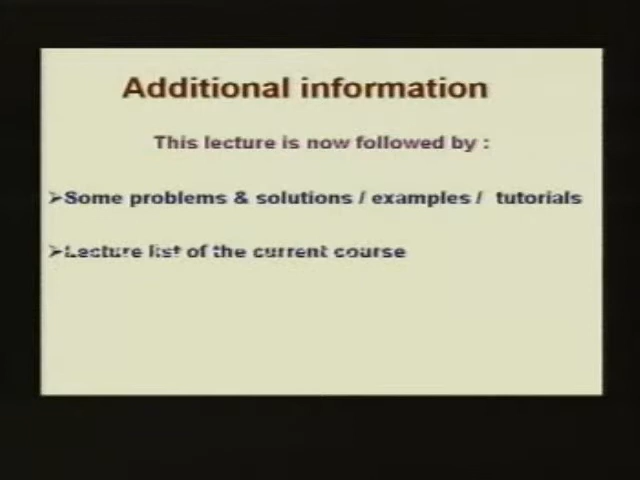 Additional information
This lecture is now followed by :
➢Some problems & solutions / examples / tutorials
➢Lecture list of the current course